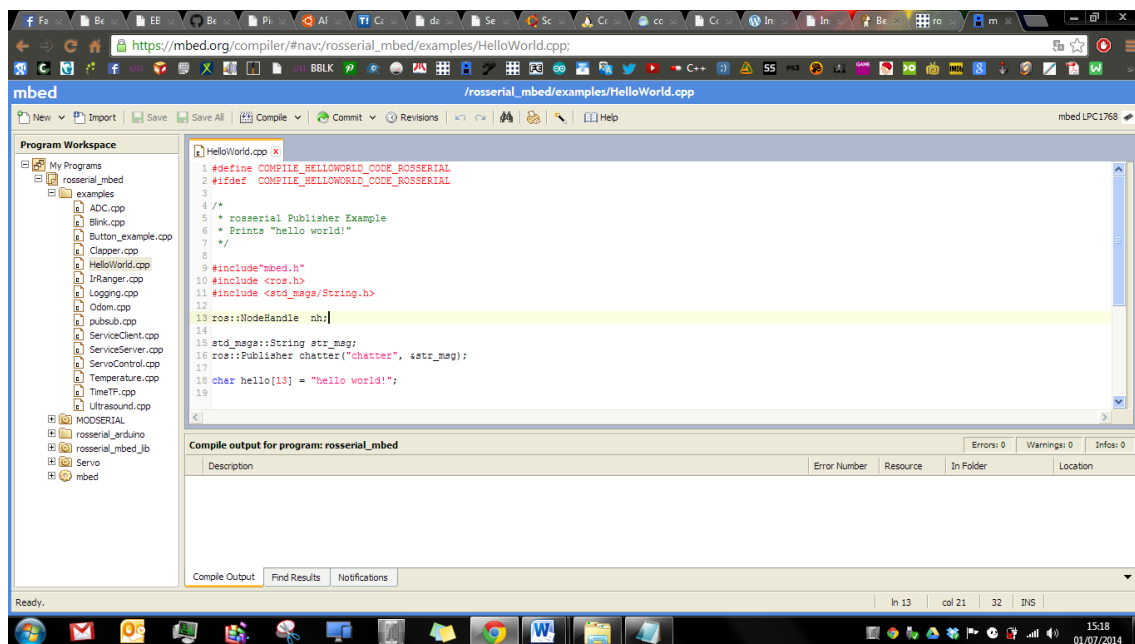 https://mbed.org/compiler/#nav:/rosserial_mbed/examples/HelloWorld.cpp;
BBLK
C++
mbed
/rosserial_mbed/examples/HelloWorld.cpp
New Import Save Save All Compile Commit Revisions Help mbed LPC1768
Program Workspace
My Programs
rosserial_mbed
examples
ADC.cpp
Blink.cpp
Button_example.cpp
Clapper.cpp
HelloWorld.cpp
IrRanger.cpp
Logging.cpp
Odom.cpp
pubsub.cpp
ServiceClient.cpp
ServiceServer.cpp
ServoControl.cpp
Temperature.cpp
TimeTF.cpp
Ultrasound.cpp
MODSERIAL
rosserial_arduino
rosserial_mbed_lib
Servo
mbed
HelloWorld.cpp
1 #define COMPILE_HELLOWORLD_CODE_ROSSERIAL
2 #ifdef  COMPILE_HELLOWORLD_CODE_ROSSERIAL
3
4 /*
5  * rosserial Publisher Example
6  * Prints "hello world!"
7  */
8
9 #include"mbed.h"
10 #include <ros.h>
11 #include <std_msgs/String.h>
12
13 ros::NodeHandle  nh;
14
15 std_msgs::String str_msg;
16 ros::Publisher chatter("chatter", &str_msg);
17
18 char hello[13] = "hello world!";
19
Compile output for program: rosserial_mbed
Errors: 0 Warnings: 0 Infos: 0
Description Error Number Resource In Folder Location
Compile Output Find Results Notifications
Ready.
ln 13 col 21 32 INS
15:18
01/07/2014